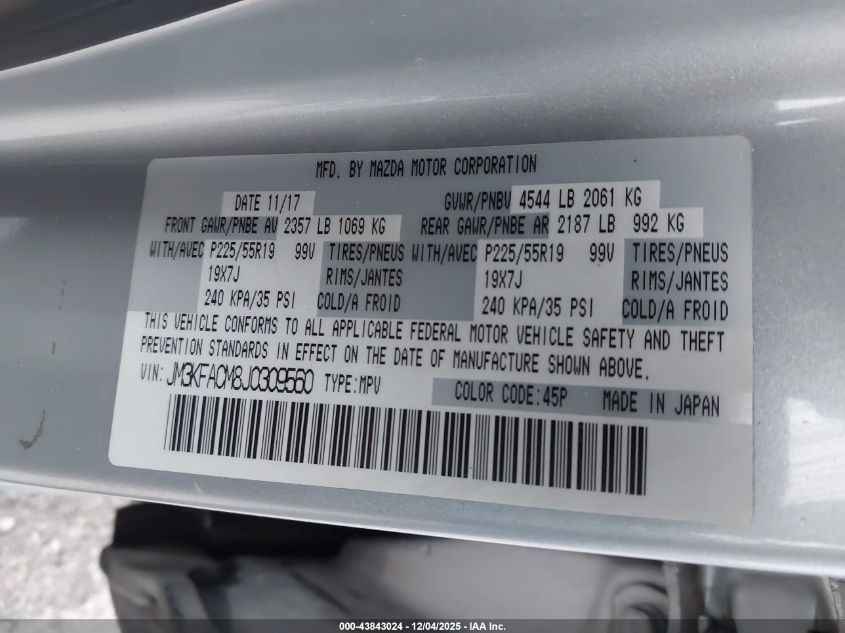 MFD. BY MAZDA MOTOR CORPORATION
DATE 11/17 GVWR/PNBV 4544 LB 2061 KG
FRONT GAWR/PNBE AV 2357 LB 1069 KG REAR GAWR/PNBE AR 2187 LB 992 KG
WITH/AVEC P225/55R19 99V TIRES/PNEUS WITH/AVEC P225/55R19 99V TIRES/PNEUS
19X7J RIMS/JANTES 19X7J RIMS/JANTES
240 KPA/35 PSI COLD/A FROID 240 KPA/35 PSI COLD/A FROID
THIS VEHICLE CONFORMS TO ALL APPLICABLE FEDERAL MOTOR VEHICLE SAFETY AND THEFT
PREVENTION STANDARDS IN EFFECT ON THE DATE OF MANUFACTURE SHOWN ABOVE.
VIN: JM3KFACM8J0309560 TYPE:MPV COLOR CODE:45P MADE IN JAPAN
000-43843024 - 12/04/2025 - IAA Inc.